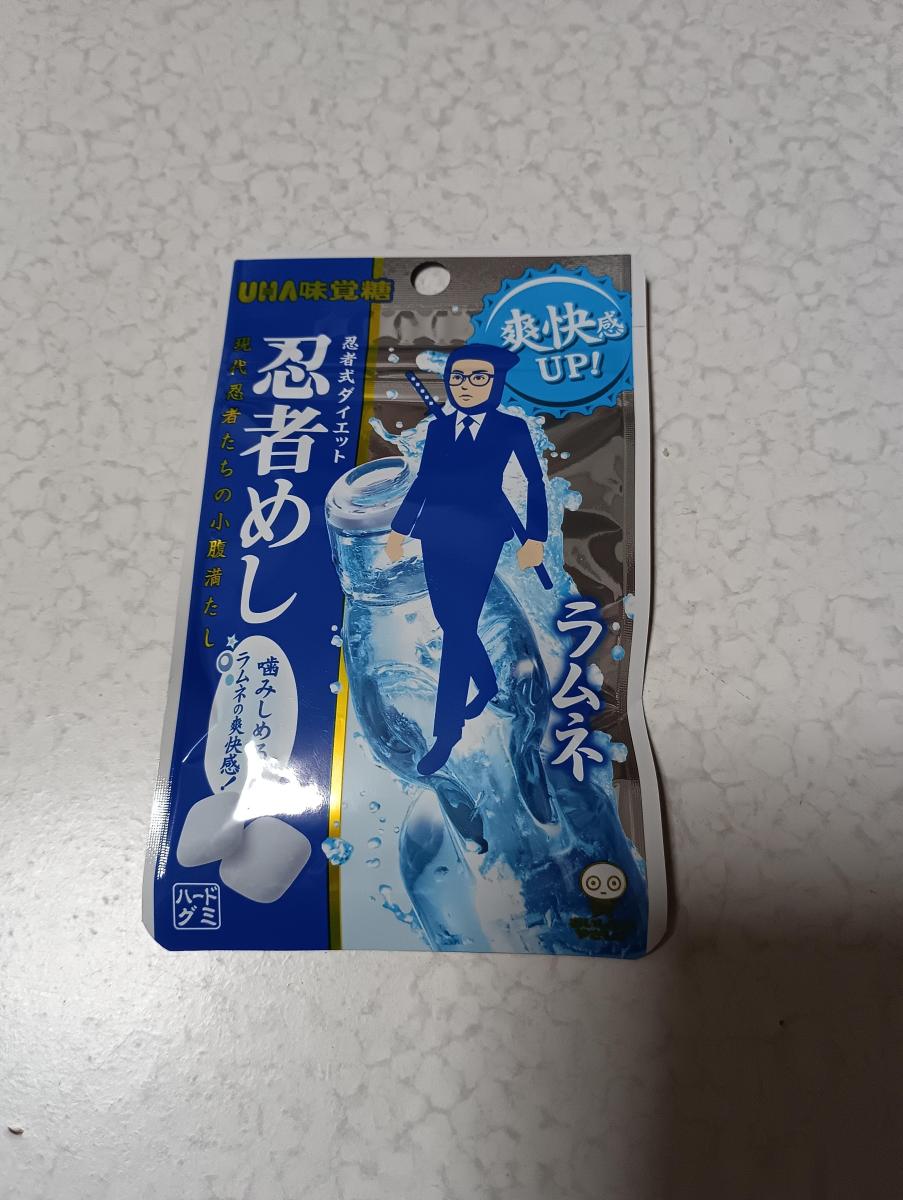 UHA味覚糖
爽快感
UP!
忍者式ダイエット
忍者めし
現代忍者たちの小腹満たし
ラムネ
噛みしめる
ラムネの爽快感!
ハード
グミ